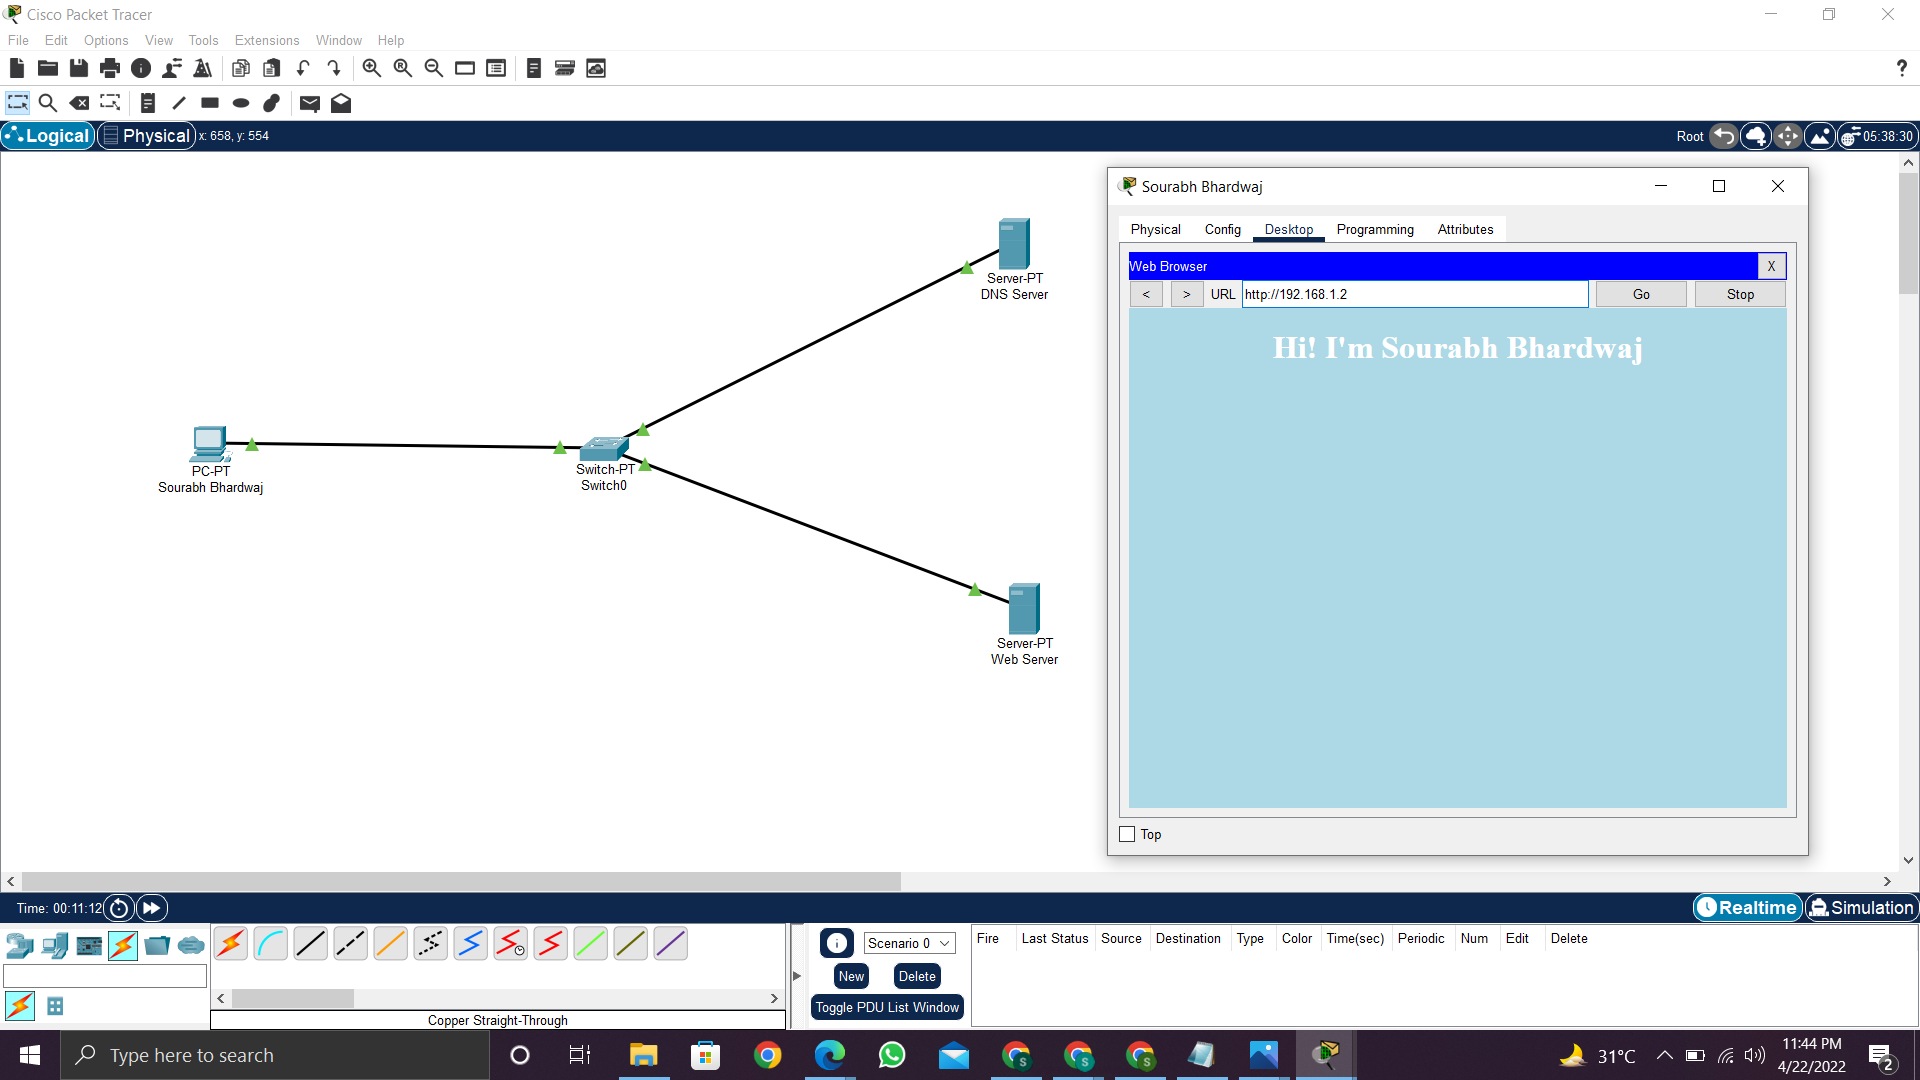 Cisco Packet Tracer
File Edit Options View Tools Extensions Window Help
?
Logical Physical x: 658, y: 554 Root 05:38:30
Sourabh Bhardwaj
Physical Config Desktop Programming Attributes
Web Browser X
< > URL http://192.168.1.2 Go Stop
Hi! I'm Sourabh Bhardwaj
Top
Server-PT
DNS Server
PC-PT
Sourabh Bhardwaj
Switch-PT
Switch0
Server-PT
Web Server
Time: 00:11:12 Realtime Simulation
Scenario 0
New Delete
Toggle PDU List Window
Fire Last Status Source Destination Type Color Time(sec) Periodic Num Edit Delete
Copper Straight-Through
Type here to search
31°C
11:44 PM
4/22/2022
2